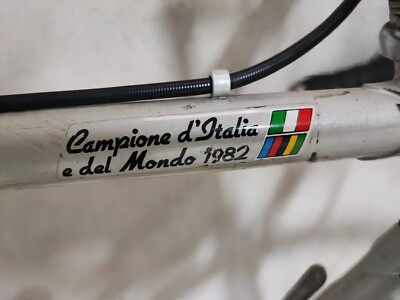 Campione d'Italia
e del Mondo 1982